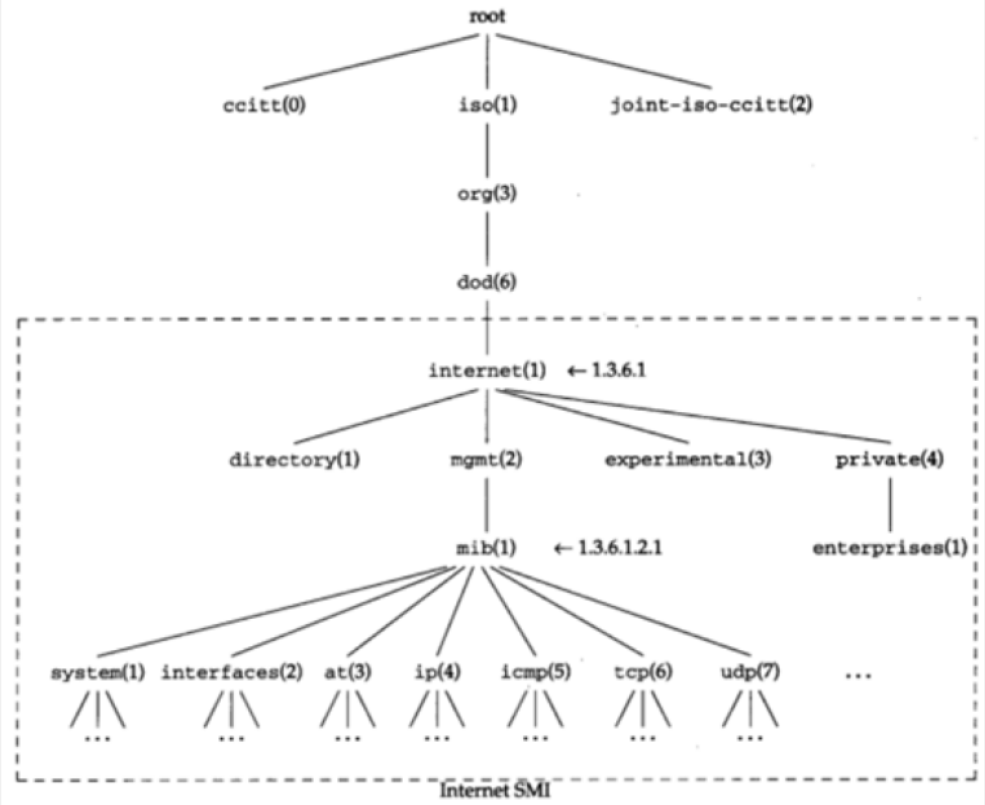 root
ccitt(0) iso(1) joint-iso-ccitt(2)
org(3)
dod(6)
internet(1) ←1.3.6.1
directory(1) mgmt(2) experimental(3) private(4)
mib(1) ←1.3.6.1.2.1 enterprises(1)
system(1) interfaces(2) at(3) ip(4) icmp(5) tcp(6) udp(7) ...
... ... ... ... ... ... ...
Internet SMI